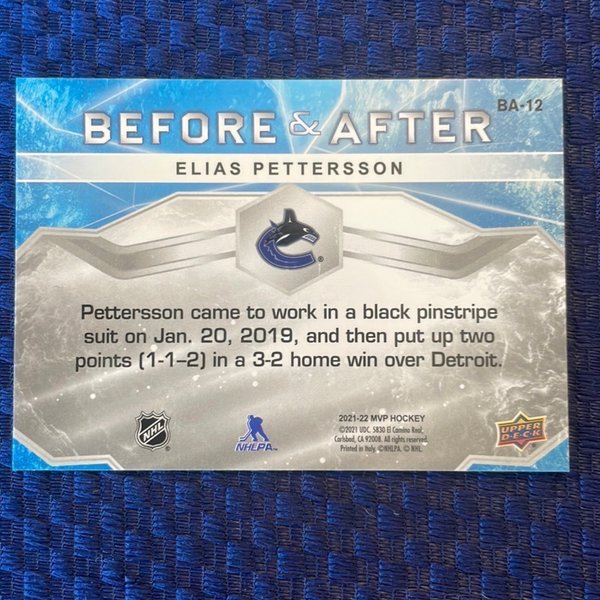 BA-12
BEFORE & AFTER
ELIAS PETTERSSON
®
Pettersson came to work in a black pinstripe
suit on Jan. 20, 2019, and then put up two
points (1-1–2) in a 3-2 home win over Detroit.
NHL
®
NHLPA™
2021-22 MVP HOCKEY
©2021 UDC. 5830 El Camino Real,
Carlsbad, CA 92008. All rights reserved.
Printed in Italy. ©NHLPA. © NHL.
UPPER
DECK